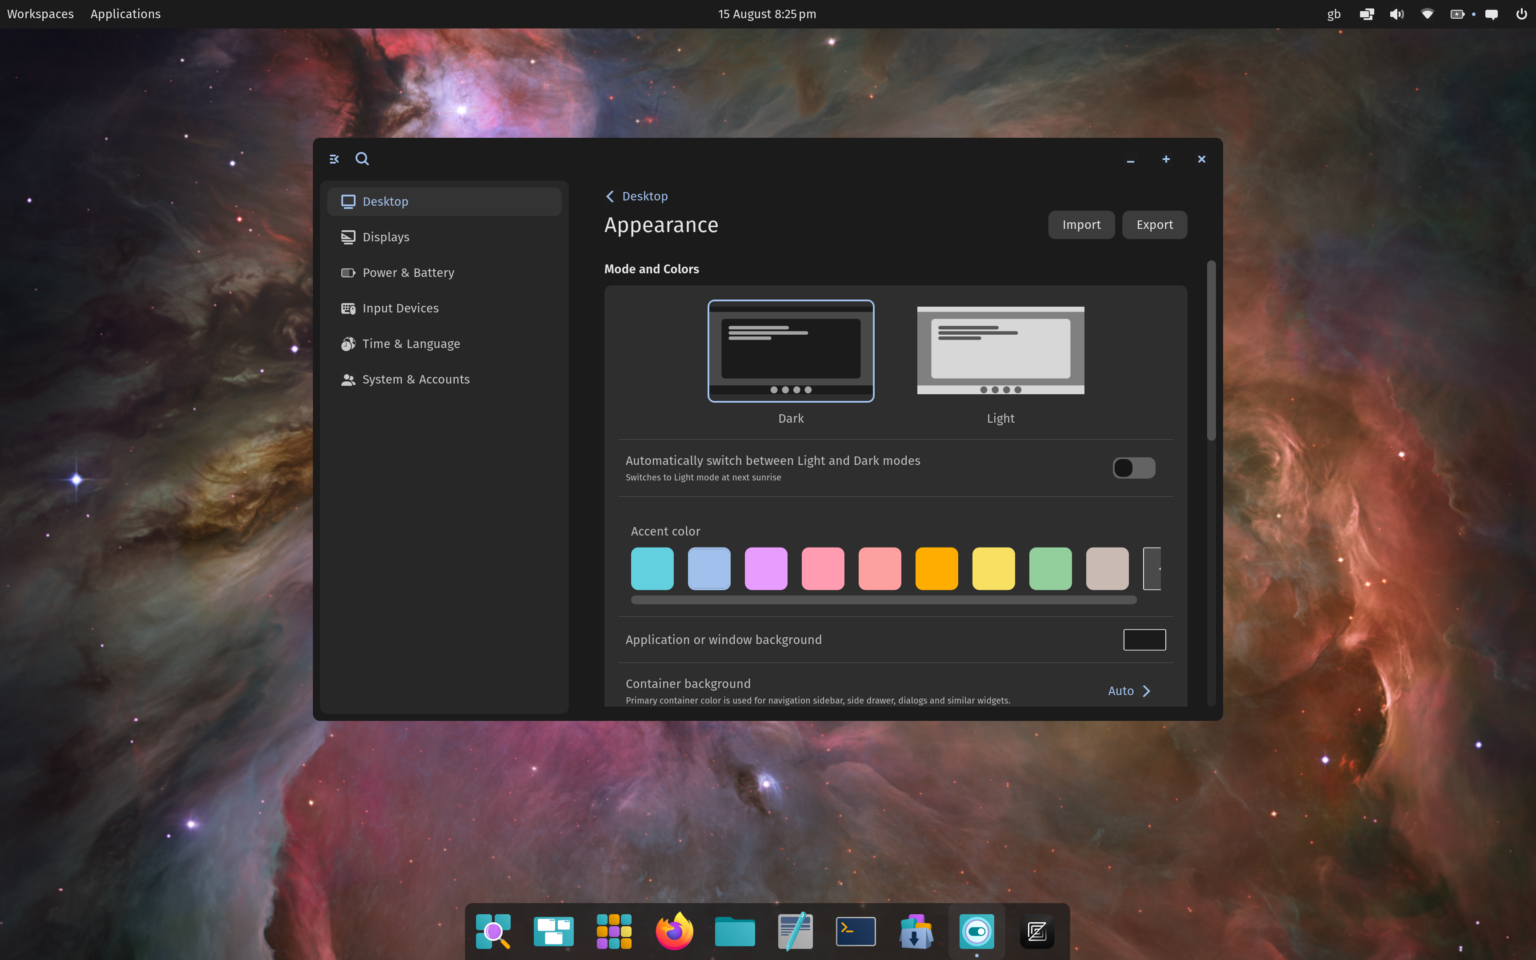 Workspaces Applications 15 August 8:25 pm gb
Desktop
Displays
Power & Battery
Input Devices
Time & Language
System & Accounts
Desktop
Appearance
Import Export
Mode and Colors
Dark Light
Automatically switch between Light and Dark modes
Switches to Light mode at next sunrise
Accent color
Application or window background
Container background
Auto
Primary container color is used for navigation sidebar, side drawer, dialogs and similar widgets.